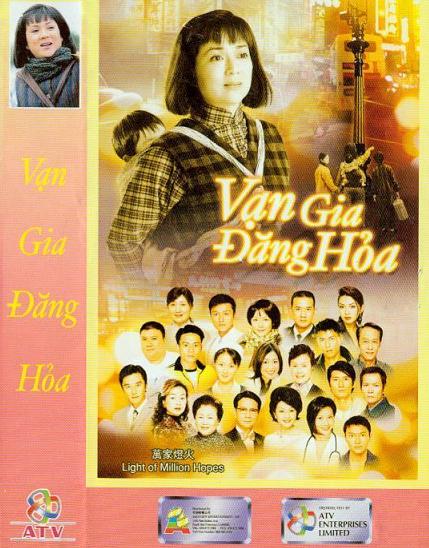 Vạn
Gia
Đăng
Hỏa
ATV
Vạn Gia
Đăng Hỏa
萬家燈火
Light of Million Hopes
ATV
ENTERPRISES
LIMITED